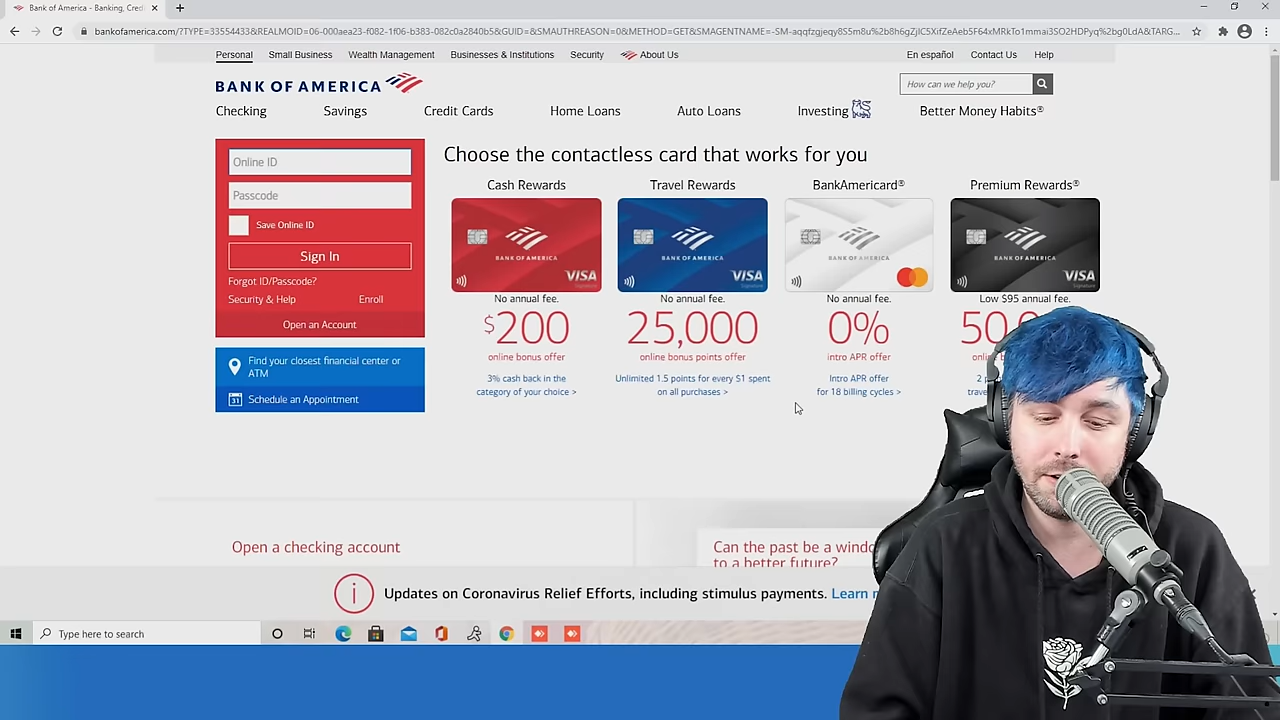 Bank of America - Banking, Cred
bankofamerica.com/?TYPE=33554433&REALMOID=06-000aea23-f082-1f06-b383-082c0a2840b5&GUID=&SMAUTHREASON=0&METHOD=GET&SMAGENTNAME=
Personal Small Business Wealth Management Businesses & Institutions Security About Us En español Contact Us Help
BANK OF AMERICA
How can we help you?
Checking Savings Credit Cards Home Loans Auto Loans Investing Better Money Habits®
Online ID
Passcode
Save Online ID
Sign In
Forgot ID/Passcode?
Security & Help Enroll
Open an Account
Find your closest financial center or
ATM
31 Schedule an Appointment
Choose the contactless card that works for you
Cash Rewards Travel Rewards BankAmericard® Premium Rewards®
BANK OF AMERICA BANK OF AMERICA BANK OF AMERICA BANK OF AMERICA
VISA VISA VISA
Signature Signature Signature
No annual fee. No annual fee. No annual fee. Low $95 annual fee.
$200 25,000 0% 50,0
online bonus offer online bonus points offer intro APR offer online b
3% cash back in the Unlimited 1.5 points for every $1 spent Intro APR offer 2 p
category of your choice > on all purchases > for 18 billing cycles > trave
Open a checking account
Can the past be a windo
to a better future?
Updates on Coronavirus Relief Efforts, including stimulus payments. Learn
Type here to search